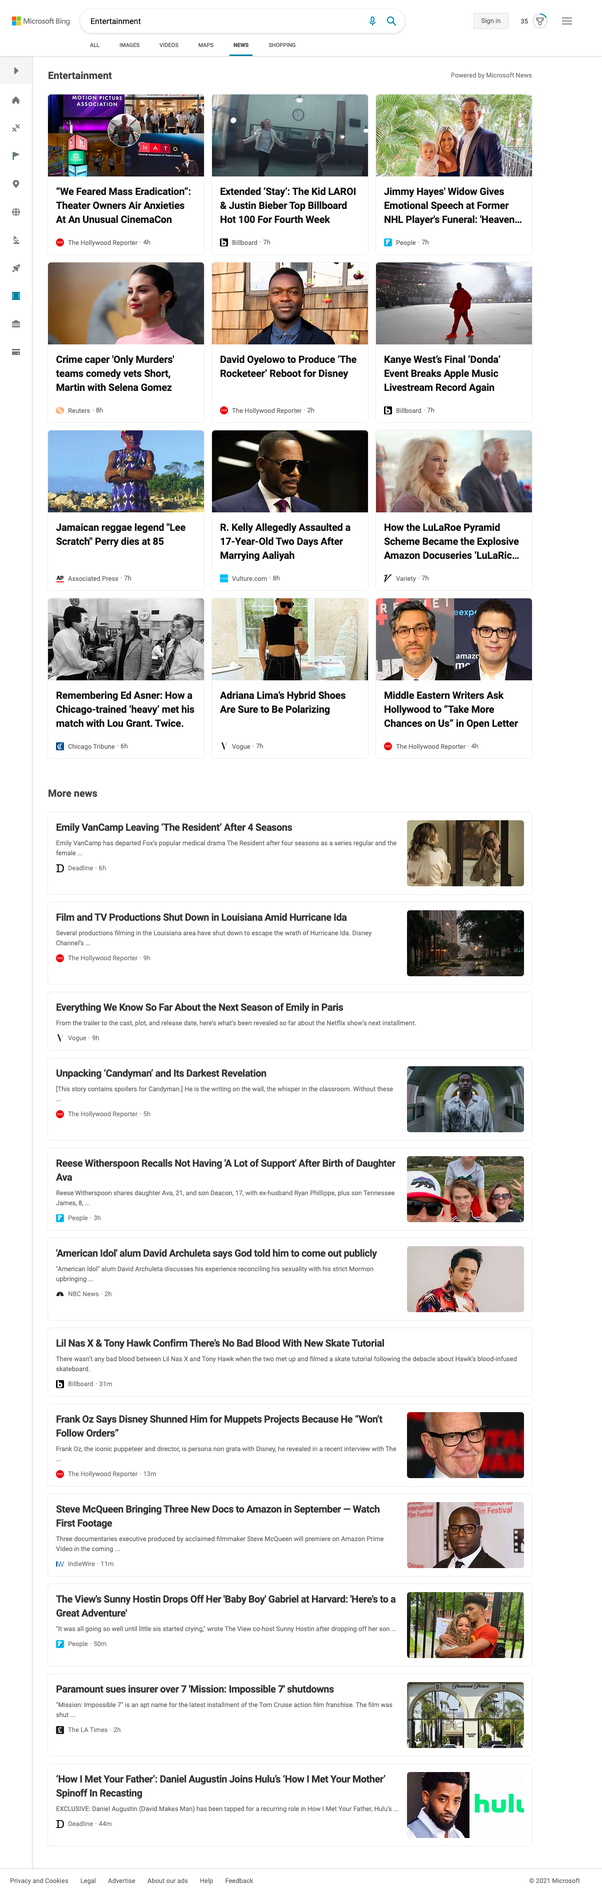 Microsoft Bing
Entertainment
Sign in
35
ALL IMAGES VIDEOS MAPS NEWS SHOPPING
Entertainment
Powered by Microsoft News
MOTION PICTURE
ASSOCIATION
NATO
"We Feared Mass Eradication":
Theater Owners Air Anxieties
At An Unusual CinemaCon
The Hollywood Reporter · 4h
Extended ‘Stay’: The Kid LAROI
& Justin Bieber Top Billboard
Hot 100 For Fourth Week
Billboard · 7h
Jimmy Hayes' Widow Gives
Emotional Speech at Former
NHL Player's Funeral: 'Heaven...
People · 7h
Crime caper 'Only Murders'
teams comedy vets Short,
Martin with Selena Gomez
Reuters · 8h
David Oyelowo to Produce ‘The
Rocketeer’ Reboot for Disney
The Hollywood Reporter · 2h
Kanye West’s Final ‘Donda’
Event Breaks Apple Music
Livestream Record Again
Billboard · 7h
Jamaican reggae legend "Lee
Scratch" Perry dies at 85
AP Associated Press · 7h
R. Kelly Allegedly Assaulted a
17-Year-Old Two Days After
Marrying Aaliyah
Vulture.com · 8h
How the LuLaRoe Pyramid
Scheme Became the Explosive
Amazon Docuseries ‘LuLaRic...
Variety · 7h
Remembering Ed Asner: How a
Chicago-trained ‘heavy’ met his
match with Lou Grant. Twice.
Chicago Tribune · 6h
Adriana Lima’s Hybrid Shoes
Are Sure to Be Polarizing
Vogue · 7h
Middle Eastern Writers Ask
Hollywood to “Take More
Chances on Us” in Open Letter
The Hollywood Reporter · 4h
More news
Emily VanCamp Leaving ‘The Resident’ After 4 Seasons
Emily VanCamp has departed Fox's popular medical drama The Resident after four seasons as a series regular and the
female ...
Deadline · 6h
Film and TV Productions Shut Down in Louisiana Amid Hurricane Ida
Several productions filming in the Louisiana area have shut down to escape the wrath of Hurricane Ida. Disney
Channel's ...
The Hollywood Reporter · 9h
Everything We Know So Far About the Next Season of Emily in Paris
From the trailer to the cast, plot, and release date, here's what's been revealed so far about the Netflix show's next installment.
Vogue · 9h
Unpacking ‘Candyman’ and Its Darkest Revelation
[This story contains spoilers for Candyman.] He is the writing on the wall, the whisper in the classroom. Without these
...
The Hollywood Reporter · 5h
Reese Witherspoon Recalls Not Having 'A Lot of Support' After Birth of Daughter
Ava
Reese Witherspoon shares daughter Ava, 21, and son Deacon, 17, with ex-husband Ryan Phillippe, plus son Tennessee
James, 8, ...
People · 3h
'American Idol' alum David Archuleta says God told him to come out publicly
"American Idol" alum David Archuleta discusses his experience reconciling his sexuality with his strict Mormon
upbringing ...
NBC News · 2h
Lil Nas X & Tony Hawk Confirm There’s No Bad Blood With New Skate Tutorial
There wasn't any bad blood between Lil Nas X and Tony Hawk when the two met up and filmed a skate tutorial following the debacle about Hawk's blood-infused
skateboard.
Billboard · 31m
Frank Oz Says Disney Shunned Him for Muppets Projects Because He “Won’t
Follow Orders”
Frank Oz, the iconic puppeteer and director, is persona non grata with Disney, he revealed in a recent interview with The
...
The Hollywood Reporter · 13m
Steve McQueen Bringing Three New Docs to Amazon in September — Watch
First Footage
Three documentaries executive produced by acclaimed filmmaker Steve McQueen will premiere on Amazon Prime
Video in the coming ...
IW IndieWire · 11m
International
Film Festival
The View's Sunny Hostin Drops Off Her 'Baby Boy' Gabriel at Harvard: 'Here's to a
Great Adventure'
"It was all going so well until little sis started crying," wrote The View co-host Sunny Hostin after dropping off her son ...
People · 50m
Paramount sues insurer over 7 'Mission: Impossible 7' shutdowns
"Mission: Impossible 7" is an apt name for the latest installment of the Tom Cruise action film franchise. The film was
shut ...
The LA Times · 2h
‘How I Met Your Father’: Daniel Augustin Joins Hulu’s ‘How I Met Your Mother’
Spinoff In Recasting
EXCLUSIVE: Daniel Augustin (David Makes Man) has been tapped for a recurring role in How I Met Your Father, Hulu's ...
Deadline · 44m
hulu
Privacy and Cookies Legal Advertise About our ads Help Feedback
© 2021 Microsoft